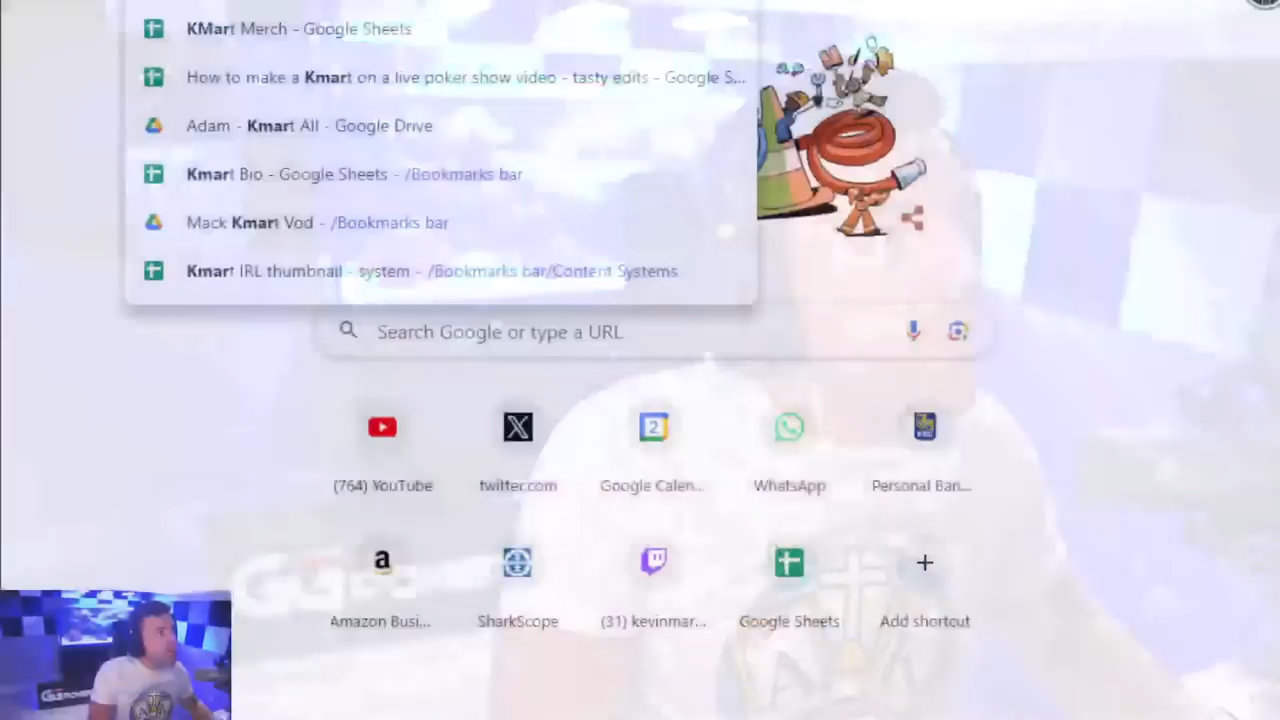 KMart Merch - Google Sheets
How to make a Kmart on a live poker show video - tasty edits - Google S...
Adam - Kmart All - Google Drive
Kmart Bio - Google Sheets - /Bookmarks bar
Mack Kmart Vod - /Bookmarks bar
Kmart IRL thumbnail - system - /Bookmarks bar/Content Systems
Search Google or type a URL
2
(764) YouTube
twitter.com
Google Calen...
WhatsApp
Personal Ban...
a
Amazon Busi...
SharkScope
(31) kevinmar...
Google Sheets
Add shortcut